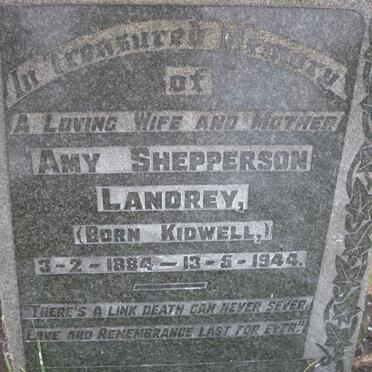 In Treasured Memory
of
A Loving Wife and Mother
Amy Shepperson
Landrey,
(Born Kidwell,)
3-2-1884 — 13-5-1944.
"There's a link death can never sever,
Love and Remembrance last for ever."